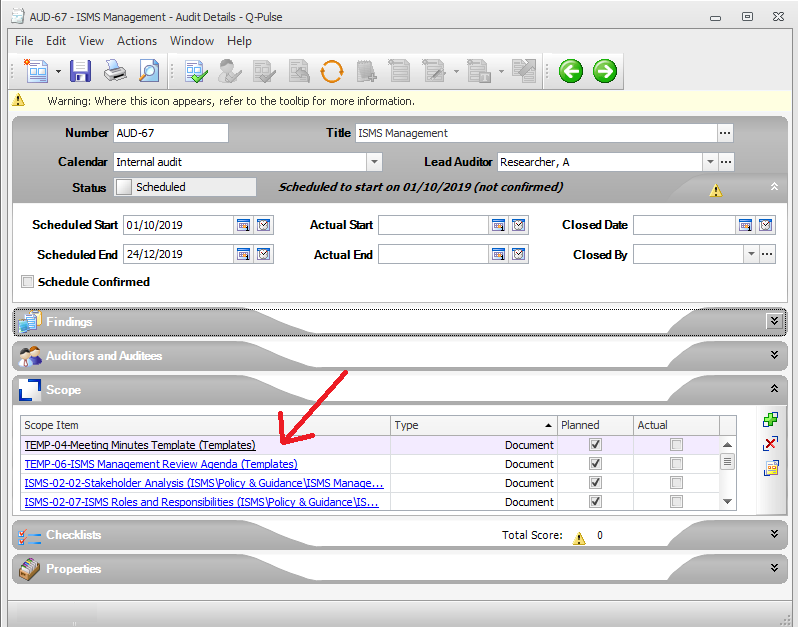 AUD-67 - ISMS Management - Audit Details - Q-Pulse
File Edit View Actions Window Help
Warning: Where this icon appears, refer to the tooltip for more information.
Number AUD-67 Title ISMS Management
Calendar Internal audit Lead Auditor Researcher, A
Status Scheduled Scheduled to start on 01/10/2019 (not confirmed)
Scheduled Start 01/10/2019 Actual Start Closed Date
Scheduled End 24/12/2019 Actual End Closed By
Schedule Confirmed
Findings
Auditors and Auditees
Scope
Scope Item Type Planned Actual
TEMP-04-Meeting Minutes Template (Templates) Document
TEMP-06-ISMS Management Review Agenda (Templates) Document
ISMS-02-02-Stakeholder Analysis (ISMS\Policy & Guidance\ISMS Manage... Document
ISMS-02-07-ISMS Roles and Responsibilities (ISMS\Policy & Guidance\IS... Document
Checklists Total Score: 0
Properties